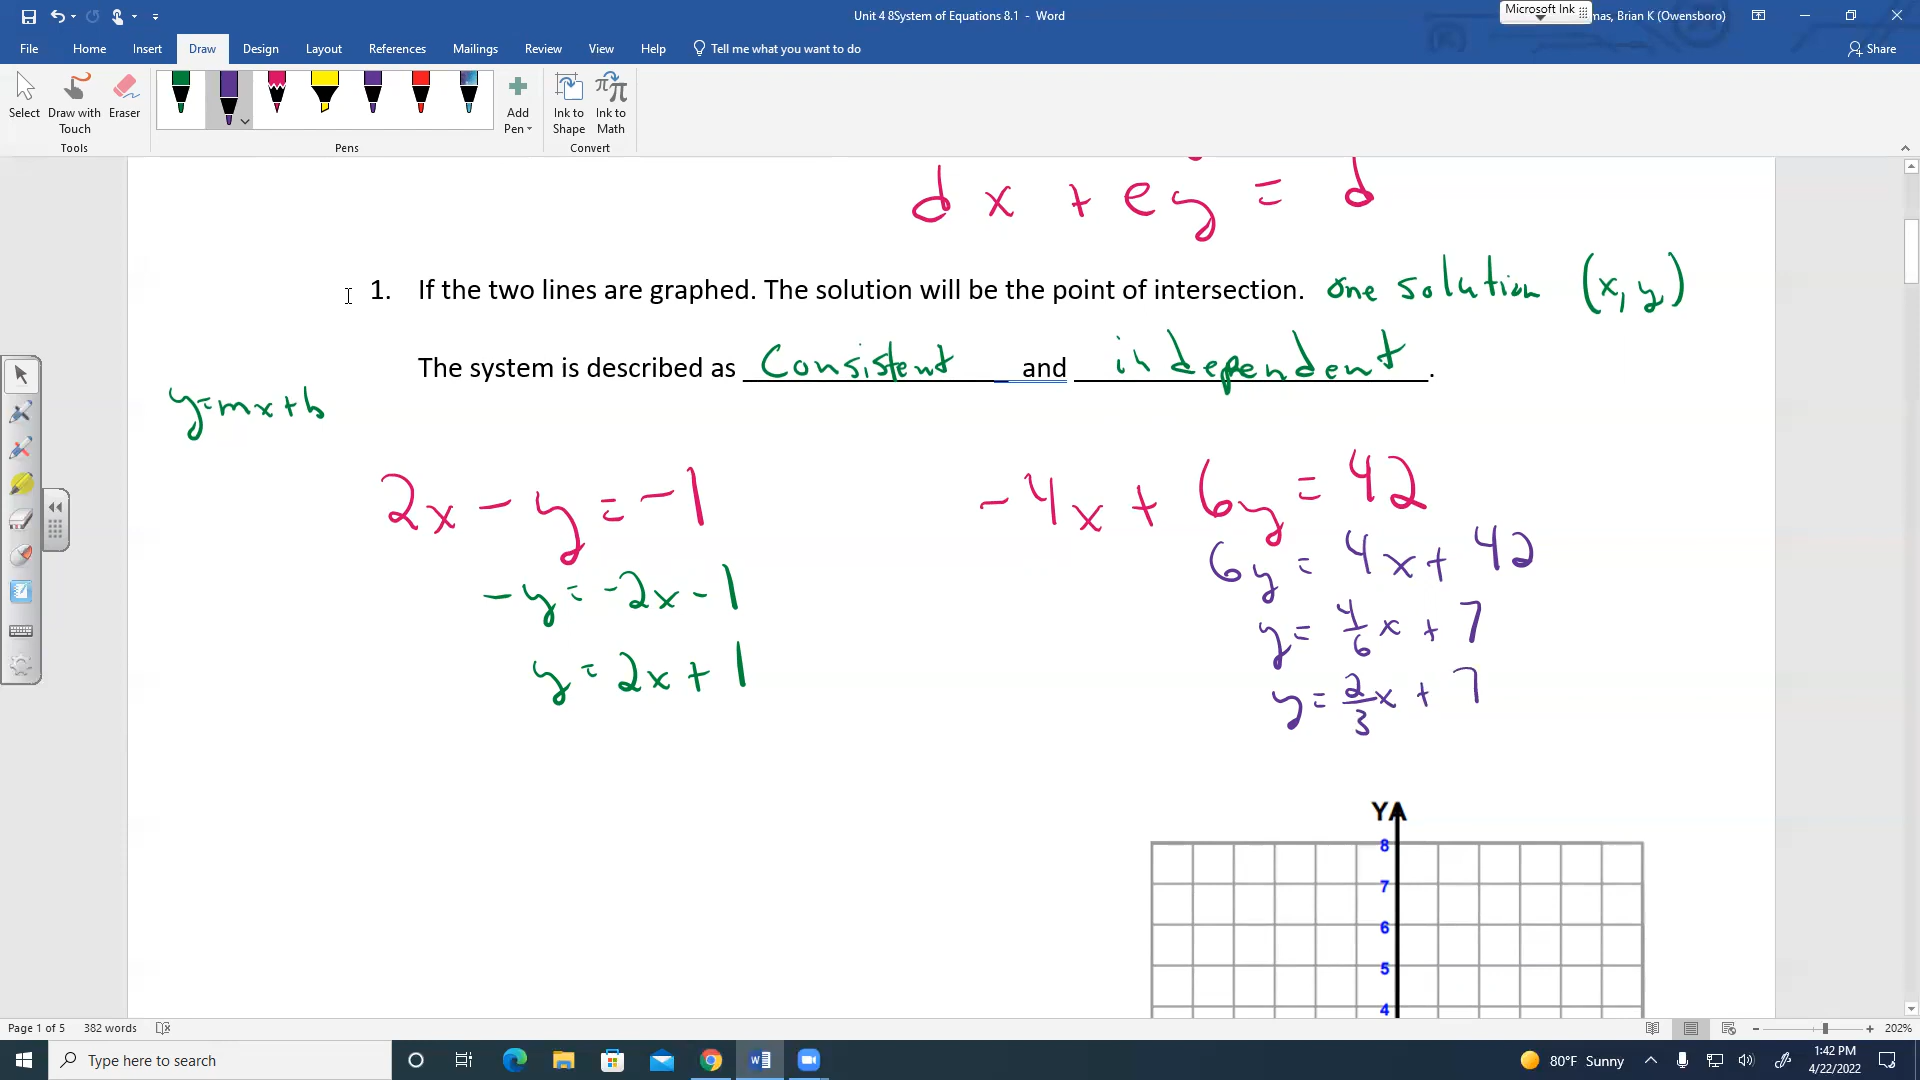 Unit 4 8System of Equations 8.1 - Word
Microsoft Ink
mas, Brian K (Owensboro)
File Home Insert Draw Design Layout References Mailings Review View Help Tell me what you want to do Share
Select Draw with Touch Eraser Add Pen Ink to Shape Ink to Math
Tools Pens Convert
dx + ey = d
1. If the two lines are graphed. The solution will be the point of intersection. one solution (x, y)
The system is described as Consistent and independent.
y=mx+b
2x - y = -1
-4x + 6y = 42
-y = -2x - 1
6y = 4x + 42
y = 2x + 1
y = 4/6 x + 7
y = 2/3 x + 7
Y
8
7
6
5
4
Page 1 of 5 382 words 202%
Type here to search 80°F Sunny 1:42 PM
4/22/2022